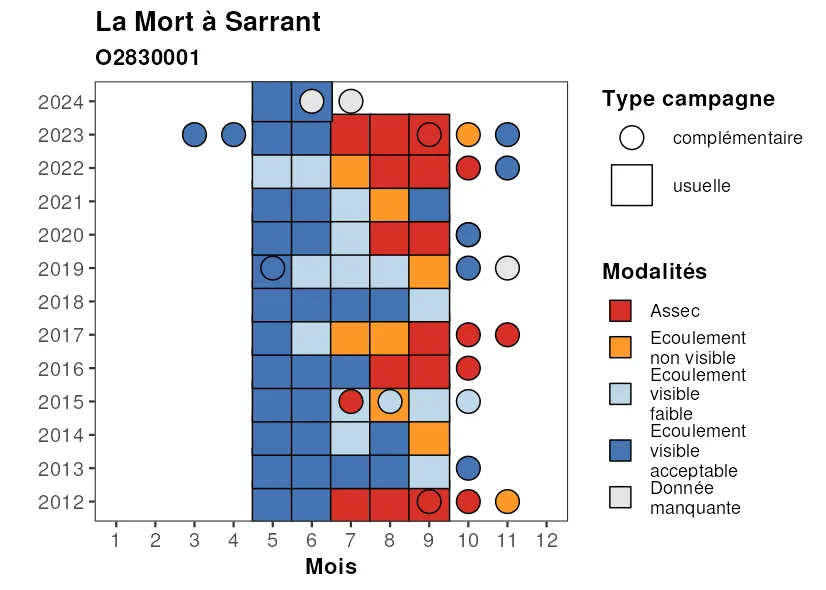 La Mort à Sarrant
O2830001
2024
2023
2022
2021
2020
2019
2018
2017
2016
2015
2014
2013
2012
1 2 3 4 5 6 7 8 9 10 11 12
Mois
Type campagne
complémentaire
usuelle
Modalités
Assec
Ecoulement
non visible
Ecoulement
visible
faible
Ecoulement
visible
acceptable
Donnée
manquante